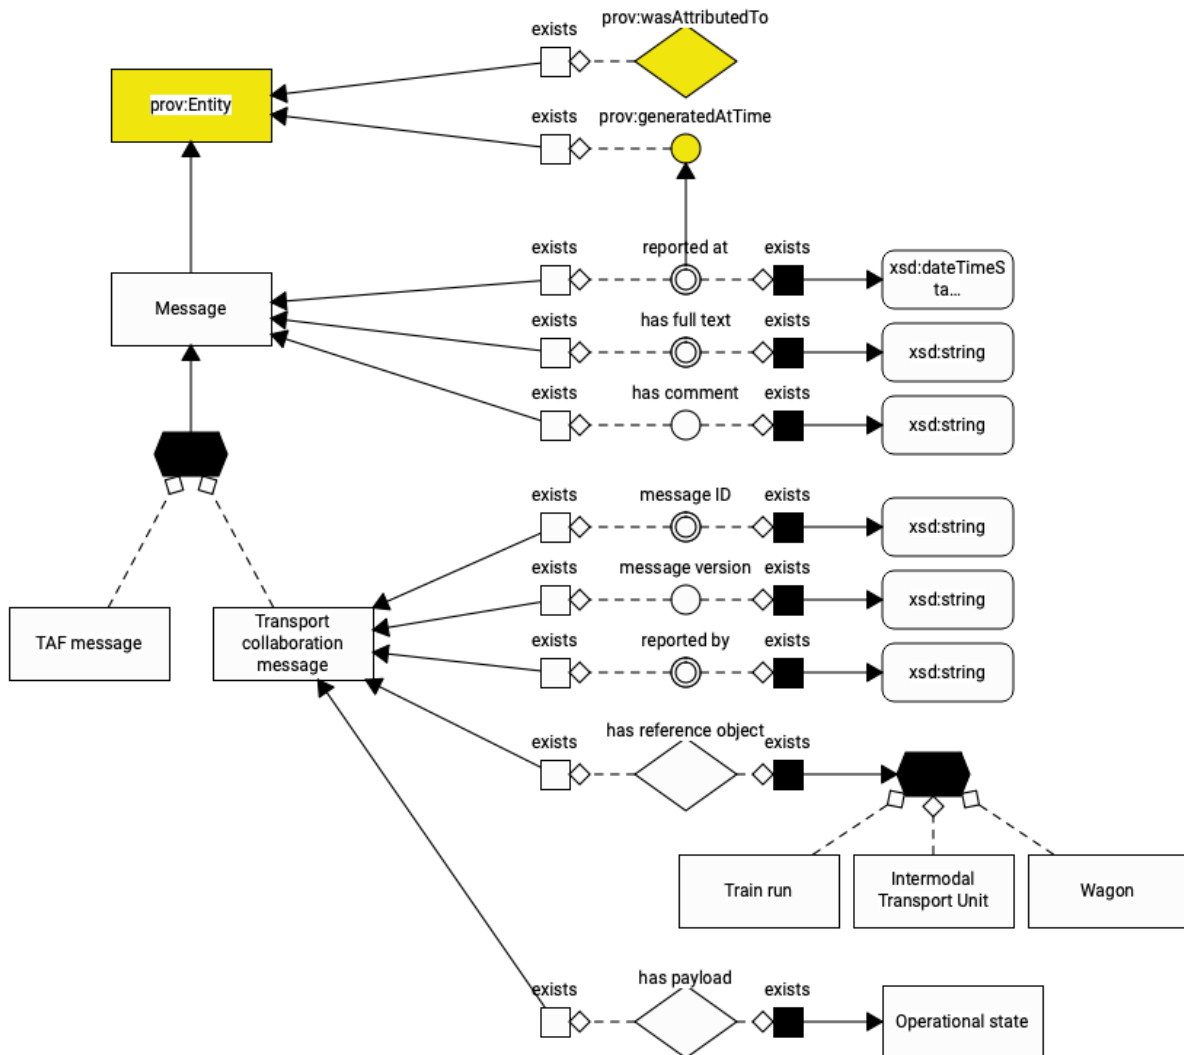 prov:wasAttributedTo
exists
prov:Entity
exists
prov:generatedAtTime
exists
reported at
exists
xsd:dateTimeS
ta...
Message
exists
has full text
exists
xsd:string
exists
has comment
exists
xsd:string
exists
message ID
exists
xsd:string
exists
message version
exists
xsd:string
TAF message
Transport
collaboration
message
exists
reported by
exists
xsd:string
exists
has reference object
exists
Train run
Intermodal
Transport Unit
Wagon
exists
has payload
exists
Operational state